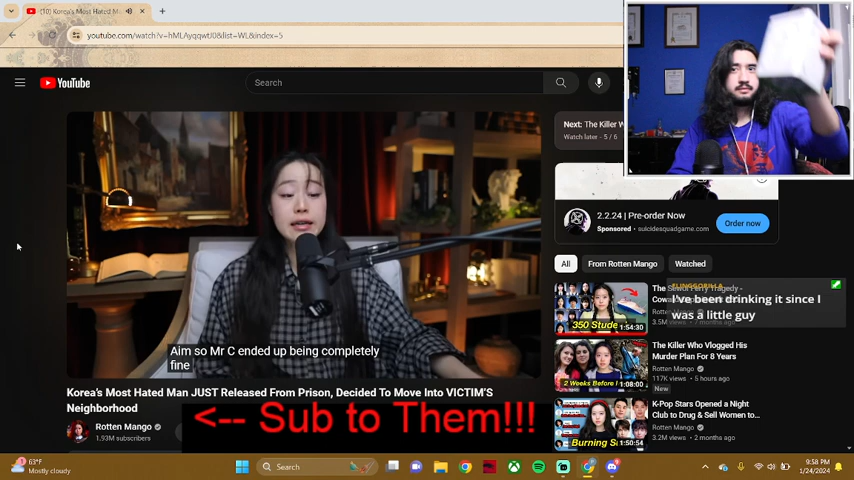 (10) Korea's Most Hated M
youtube.com/watch?v=hMLAyqqwtJ0&list=WL&index=5
YouTube
Search
Next: The Killer W
Watch later - 5 / 6
2.2.24 | Pre-order Now
Sponsored · suicidesquadgame.com
Order now
All
From Rotten Mango
Watched
I've been drinking it since I
was a little guy
350 Stude
1:54:30
The Killer Who Vlogged His
Murder Plan For 8 Years
Rotten Mango
117K views • 5 hours ago
New
2 Weeks Before
1:08:00
K-Pop Stars Opened a Night
Club to Drug & Sell Women to...
Rotten Mango
3.2M views • 2 months ago
Burning S
1:50:54
Aim so Mr C ended up being completely
fine
Korea's Most Hated Man JUST Released From Prison, Decided To Move Into VICTIM'S
Neighborhood
Rotten Mango
1.93M subscribers
<-- Sub to Them!!!
63°F
Mostly cloudy
Search
9:58 PM
1/24/2024